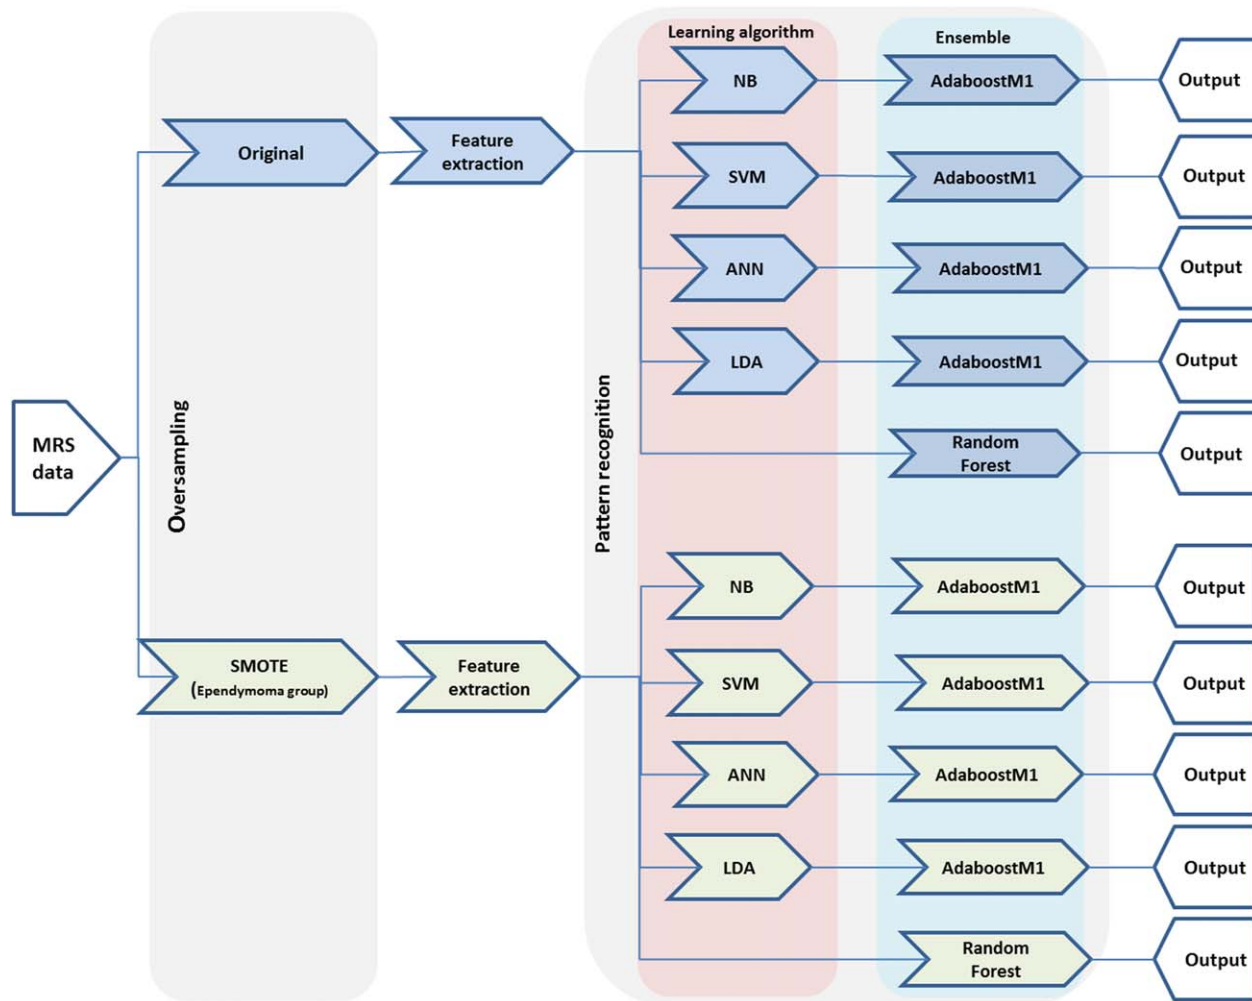 Learning algorithm
Ensemble
NB
AdaboostM1
Output
Original
Feature
extraction
SVM
AdaboostM1
Output
ANN
AdaboostM1
Output
LDA
AdaboostM1
Output
MRS
data
Oversampling
Pattern recognition
Random
Forest
Output
NB
AdaboostM1
Output
SMOTE
(Ependymoma group)
Feature
extraction
SVM
AdaboostM1
Output
ANN
AdaboostM1
Output
LDA
AdaboostM1
Output
Random
Forest
Output